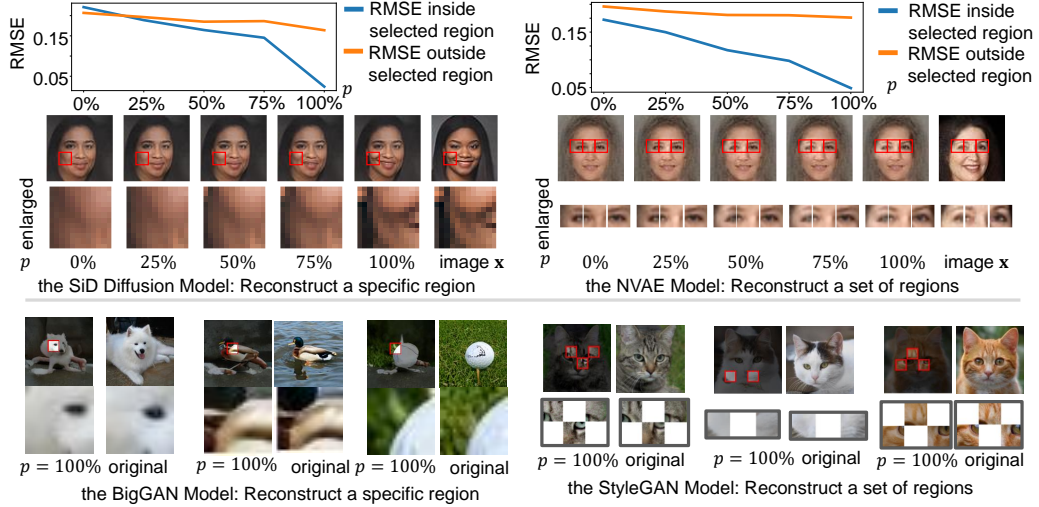 RMSE
0.15
0.05
0% 25% 50% 75% 100%
p
RMSE inside
selected region
RMSE outside
selected region
enlarged
p 0% 25% 50% 75% 100% image x
the SiD Diffusion Model: Reconstruct a specific region
RMSE
0.15
0.05
0% 25% 50% 75% 100%
p
RMSE inside
selected region
RMSE outside
selected region
enlarged
p 0% 25% 50% 75% 100% image x
the NVAE Model: Reconstruct a set of regions
p = 100% original p = 100% original p = 100% original
the BigGAN Model: Reconstruct a specific region
p = 100% original p = 100% original p = 100% original
the StyleGAN Model: Reconstruct a set of regions